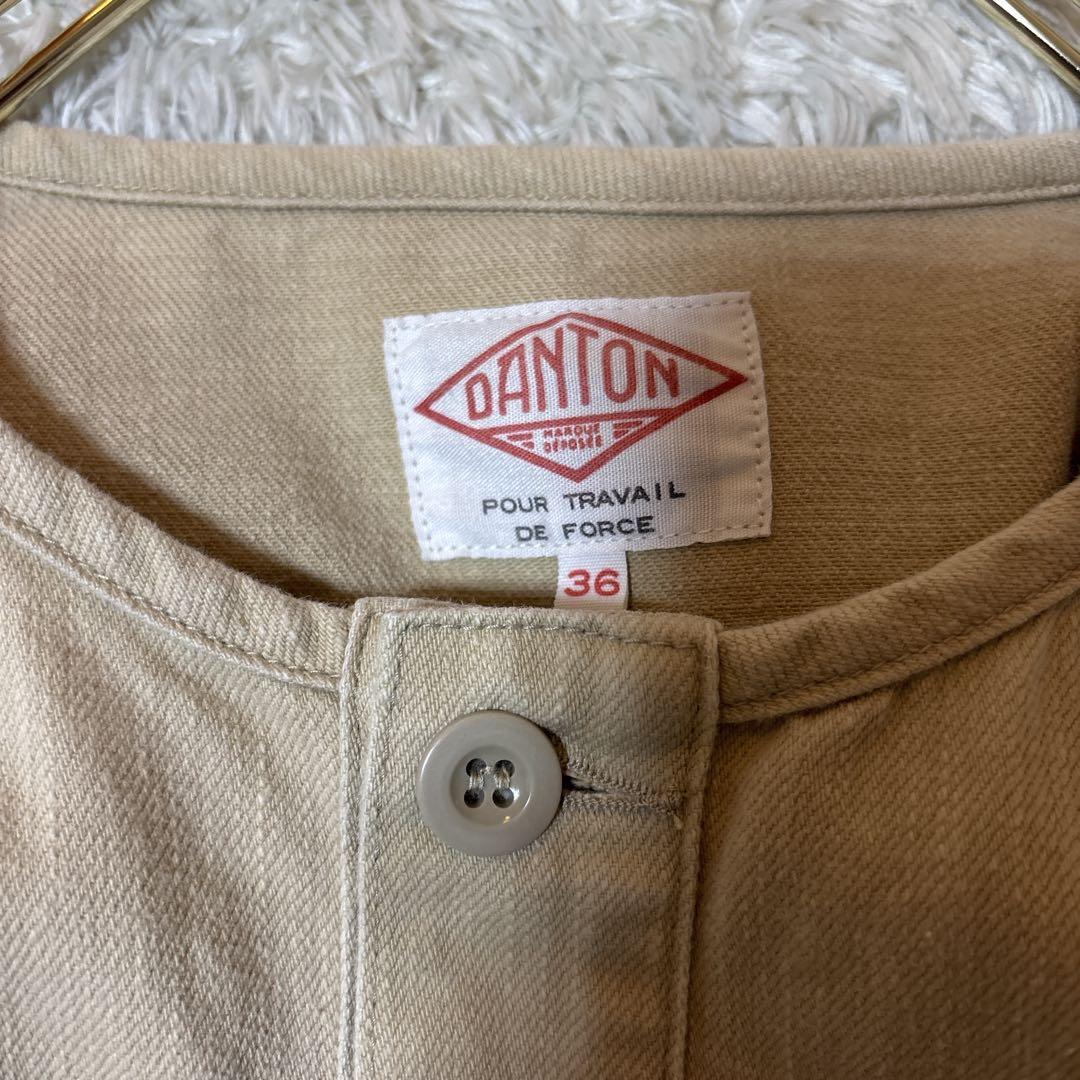 DANTON
MARQUE
DÉPOSÉE
POUR TRAVAIL
DE FORCE
36